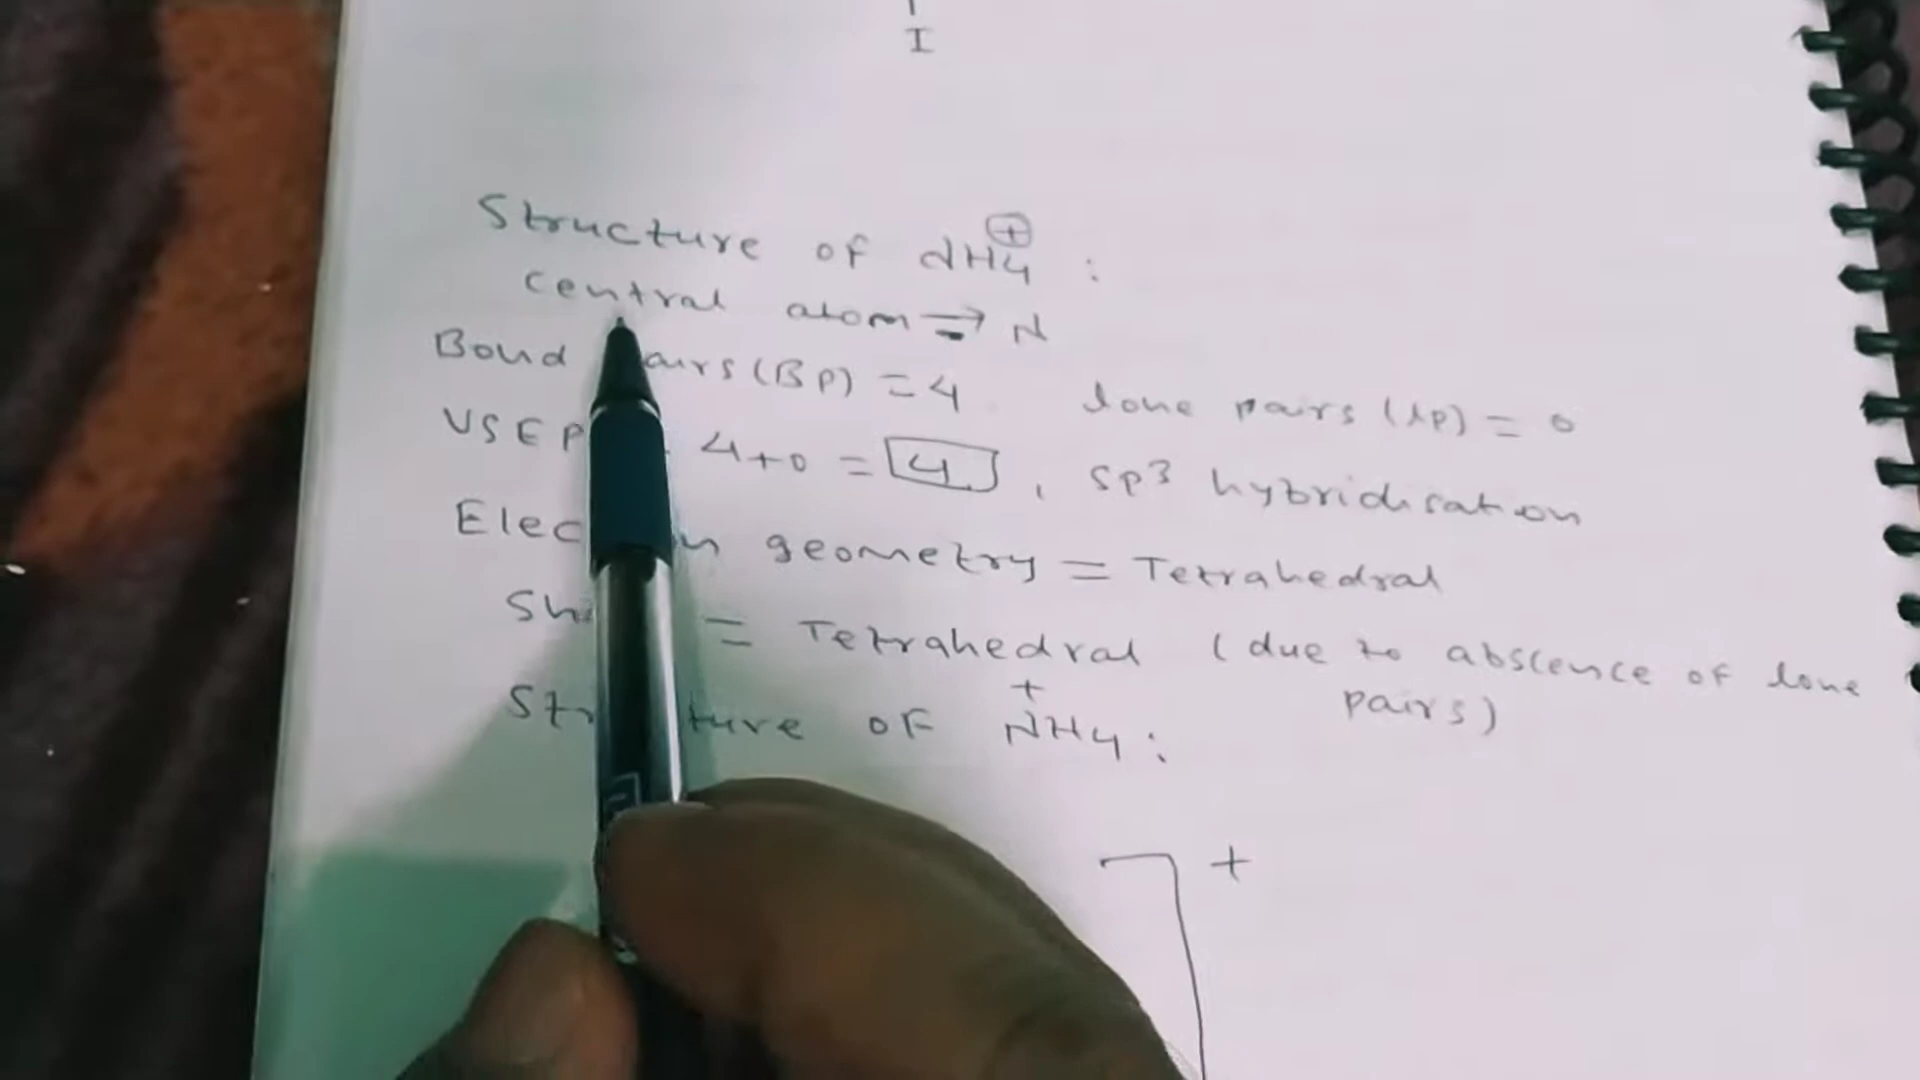 I
Structure of NH4⊕ :
central atom → N
Bond pairs (BP) = 4 lone pairs (lp) = 0
VSEP 4+0 = 4, sp3 hybridisation
Elec n geometry = Tetrahedral
Sh = Tetrahedral (due to abscence of lone
pairs)
St ture of NH4+ :
+